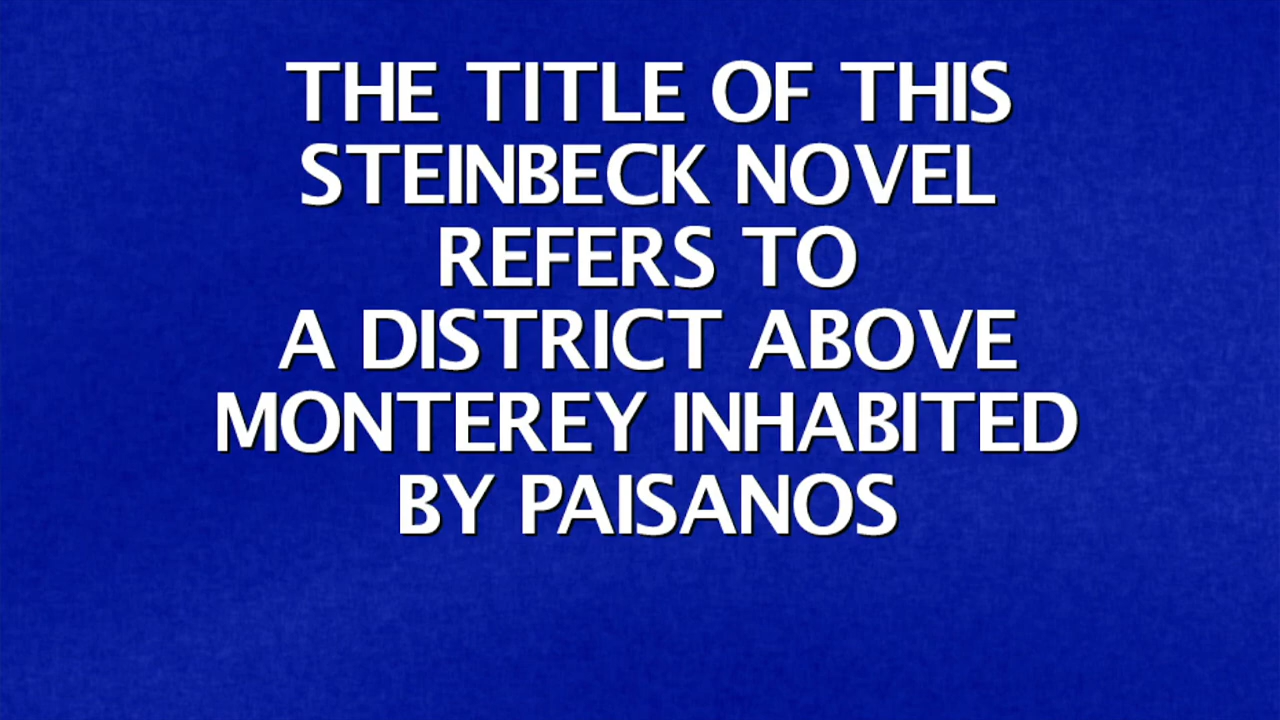 THE TITLE OF THIS
STEINBECK NOVEL
REFERS TO
A DISTRICT ABOVE
MONTEREY INHABITED
BY PAISANOS